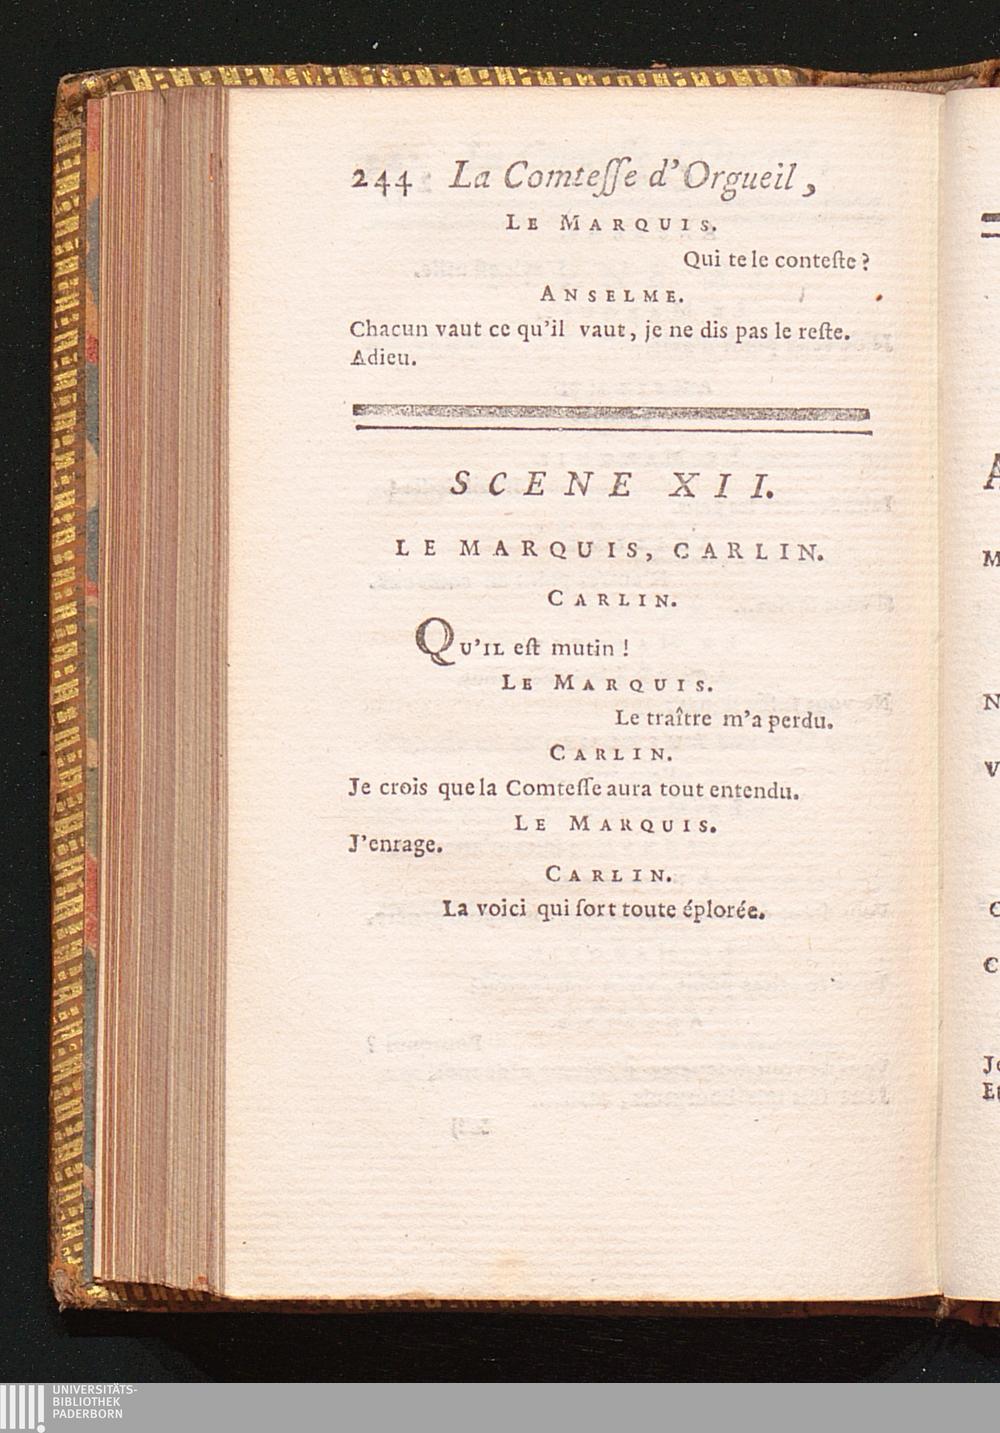 244 La Comteſſe d'Orgueil,
LE MARQUIS.
Qui te le conteſte ?
ANSELME.
Chacun vaut ce qu'il vaut, je ne dis pas le reſte.
Adieu.
SCENE XII.
LE MARQUIS, CARLIN.
CARLIN.
QU'IL eſt mutin !
LE MARQUIS.
Le traître m'a perdu.
CARLIN.
Je crois que la Comteſſe aura tout entendu.
LE MARQUIS.
J'enrage.
CARLIN.
La voici qui ſort toute éplorée.
UNIVERSITÄTS-
BIBLIOTHEK
PADERBORN